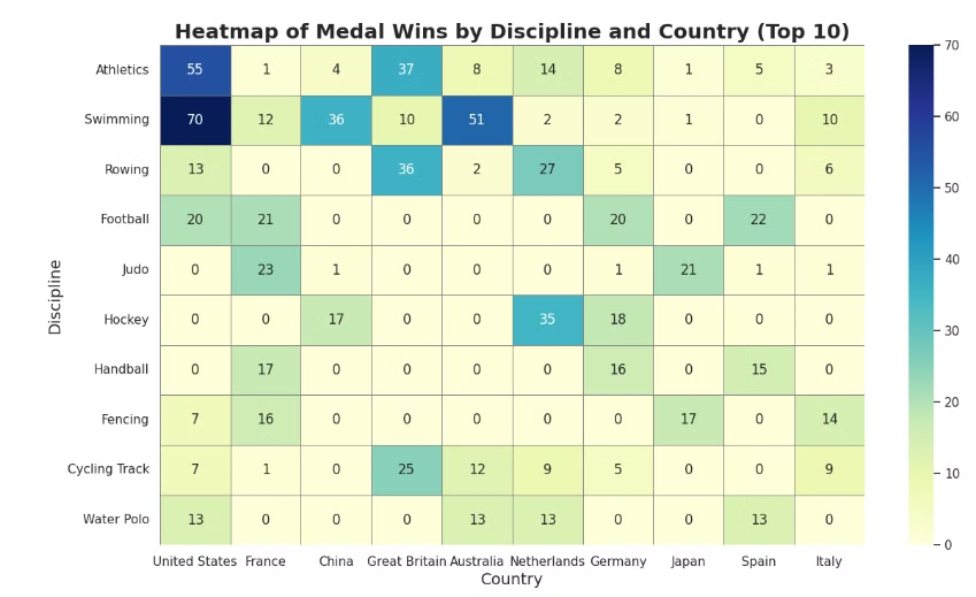 Heatmap of Medal Wins by Discipline and Country (Top 10)
Athletics 55 1 4 37 8 14 8 1 5 3
Swimming 70 12 36 10 51 2 2 1 0 10
Rowing 13 0 0 36 2 27 5 0 0 6
Football 20 21 0 0 0 0 20 0 22 0
Judo 0 23 1 0 0 0 1 21 1 1
Hockey 0 0 17 0 0 35 18 0 0 0
Handball 0 17 0 0 0 0 16 0 15 0
Fencing 7 16 0 0 0 0 0 17 0 14
Cycling Track 7 1 0 25 12 9 5 0 0 9
Water Polo 13 0 0 0 13 13 0 0 13 0
United States France China Great Britain Australia Netherlands Germany Japan Spain Italy
Country
Discipline
70
60
50
40
30
20
10
0